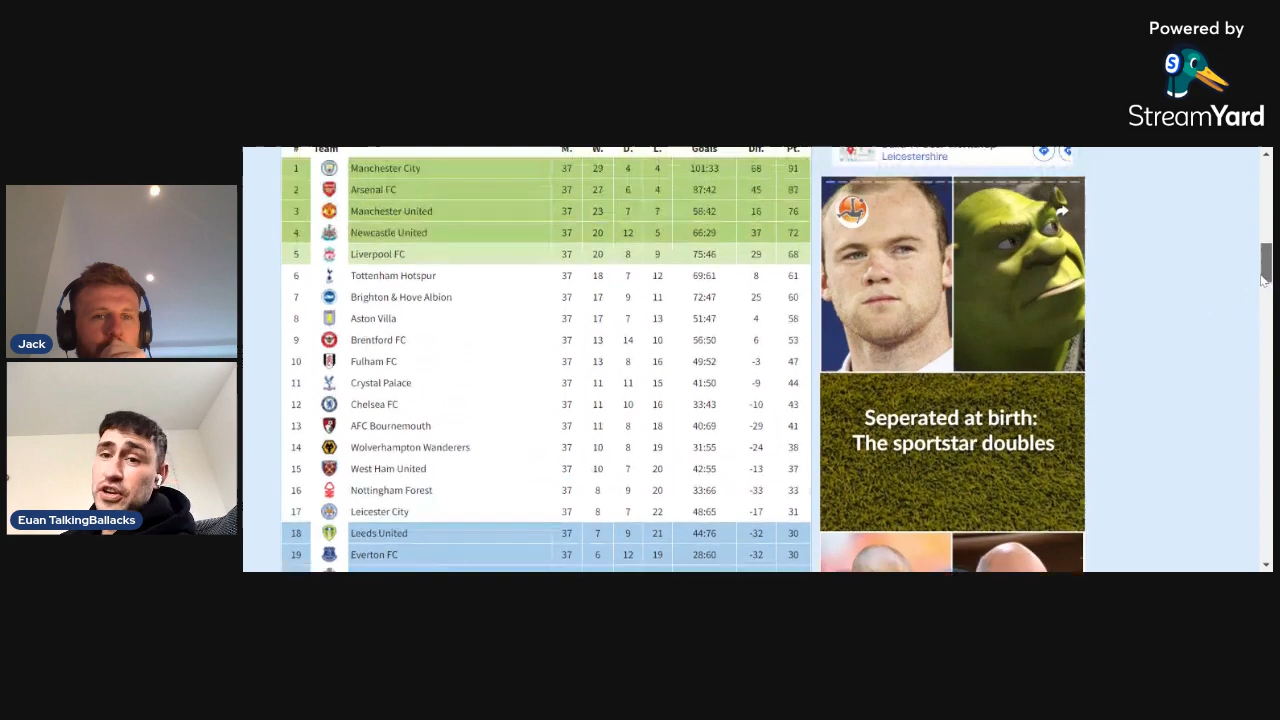 Powered by
StreamYard
# Team M. W. D. L. Goals Dif. Pt.
Leicestershire
1 Manchester City 37 29 4 4 101:33 68 91
2 Arsenal FC 37 27 6 4 87:42 45 87
3 Manchester United 37 23 7 7 58:42 16 76
4 Newcastle United 37 20 12 5 66:29 37 72
5 Liverpool FC 37 20 8 9 75:46 29 68
6 Tottenham Hotspur 37 18 7 12 69:61 8 61
7 Brighton & Hove Albion 37 17 9 11 72:47 25 60
8 Aston Villa 37 17 7 13 51:47 4 58
9 Brentford FC 37 13 14 10 56:50 6 53
10 Fulham FC 37 13 8 16 49:52 -3 47
11 Crystal Palace 37 11 11 15 41:50 -9 44
12 Chelsea FC 37 11 10 16 33:43 -10 43
13 AFC Bournemouth 37 11 8 18 40:69 -29 41
14 Wolverhampton Wanderers 37 10 8 19 31:55 -24 38
15 West Ham United 37 10 7 20 42:55 -13 37
16 Nottingham Forest 37 8 9 20 33:66 -33 33
17 Leicester City 37 8 7 22 48:65 -17 31
18 Leeds United 37 7 9 21 44:76 -32 30
19 Everton FC 37 6 12 19 28:60 -32 30
Seperated at birth:
The sportstar doubles
Jack
Euan TalkingBallacks